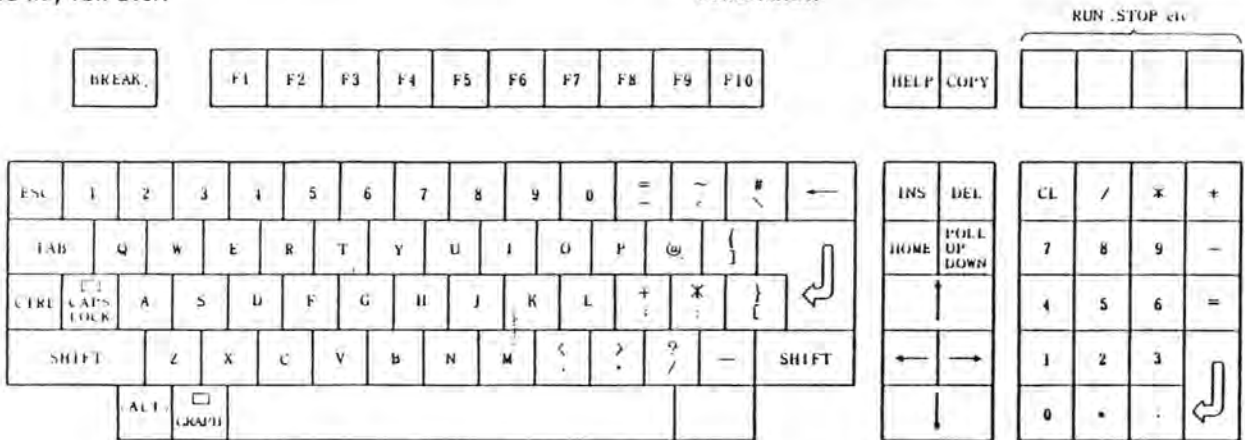 RUN .STOP etc
BREAK F1 F2 F3 F4 F5 F6 F7 F8 F9 F10 HELP COPY
ESC 1 2 3 4 5 6 7 8 9 0 = - ~ # \ ← INS DEL CL / * +
TAB Q W E R T Y U I O P @ { ] HOME POLL UP DOWN 7 8 9 -
CTRL CAPS LOCK A S D F G H J K L + ; * : } [ ↑ 4 5 6 =
SHIFT Z X C V B N M < > ? / — SHIFT ← → 1 2 3
ALT GRAPH ↓ 0 .